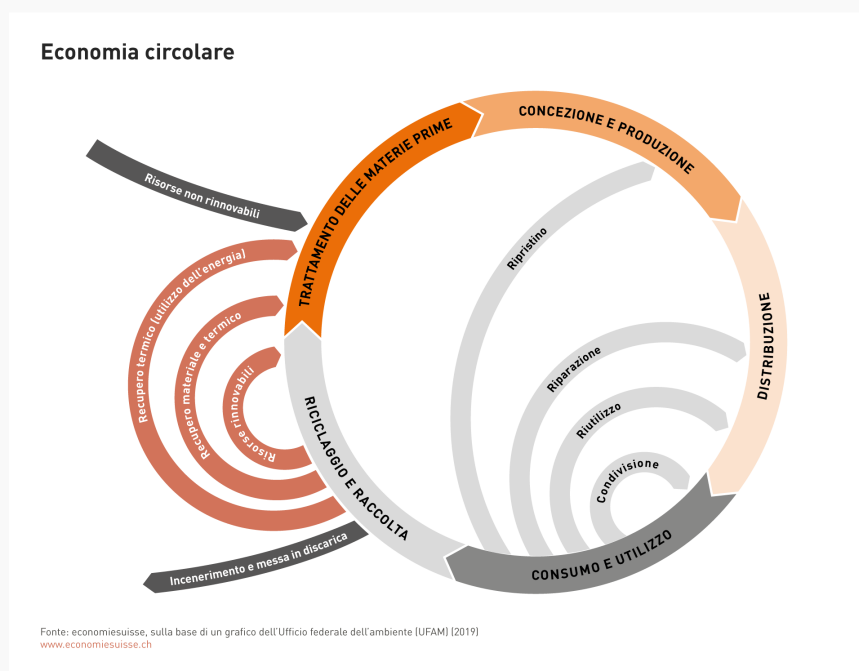 Economia circolare
CONCEZIONE E PRODUZIONE
TRATTAMENTO DELLE MATERIE PRIME
Risorse non rinnovabili
Ripristino
Recupero termico (utilizzo dell'energia)
DISTRIBUZIONE
Recupero materiale e termico
Riparazione
Risorse rinnovabili
Riutilizzo
RICICLAGGIO E RACCOLTA
Condivisione
CONSUMO E UTILIZZO
Incenerimento e messa in discarica
Fonte: economiesuisse, sulla base di un grafico dell'Ufficio federale dell'ambiente (UFAM) (2019)
www.economiesuisse.ch